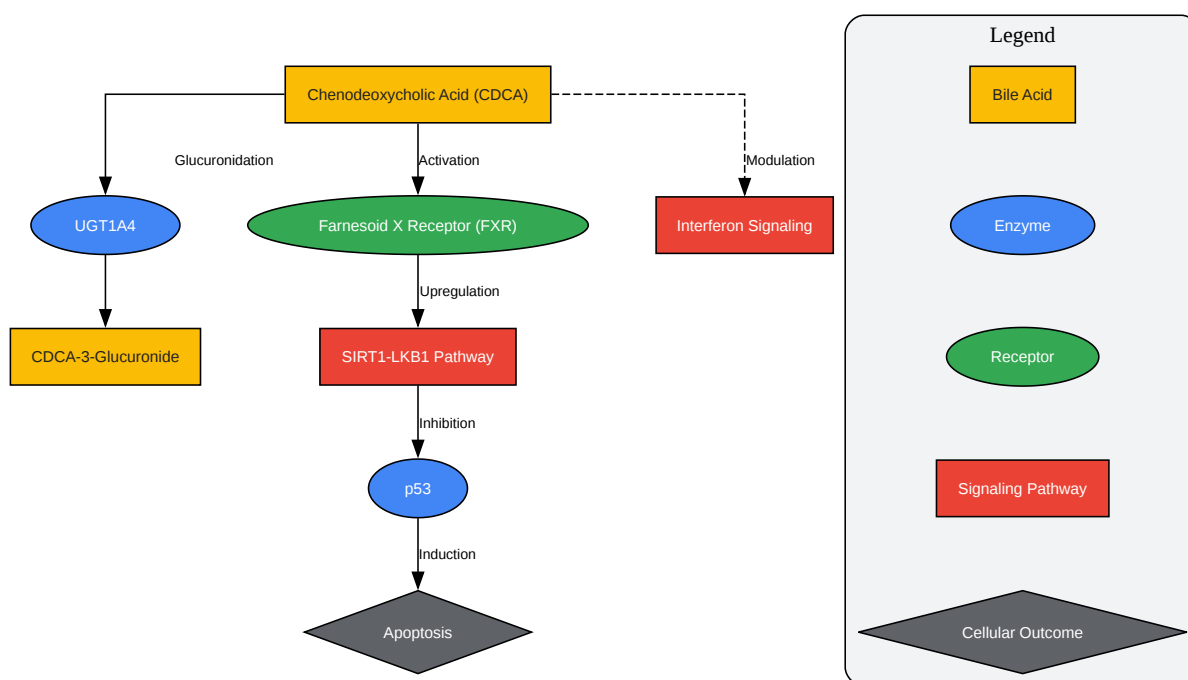 Legend
Chenodeoxycholic Acid (CDCA)
Bile Acid
Glucuronidation
Activation
Modulation
UGT1A4
Farnesoid X Receptor (FXR)
Interferon Signaling
Enzyme
Upregulation
CDCA-3-Glucuronide
SIRT1-LKB1 Pathway
Receptor
Inhibition
p53
Signaling Pathway
Induction
Apoptosis
Cellular Outcome